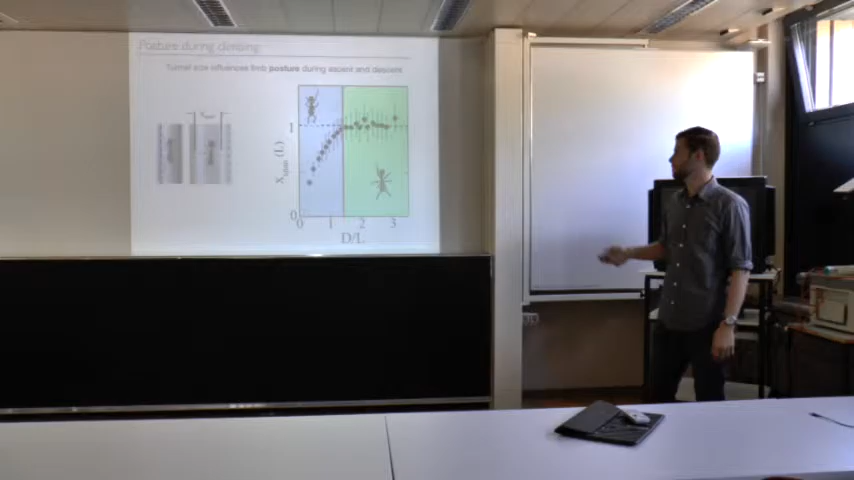 Posture during climbing
Tunnel size influences limb posture during ascent and descent
1
0
0 1 2 3
D/L